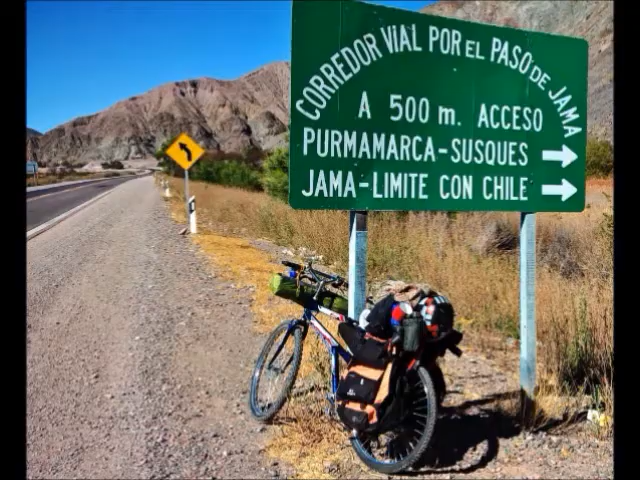 CORREDOR VIAL POR EL PASO DE JAMA
A 500 m. ACCESO
PURMAMARCA-SUSQUES
JAMA-LIMITE CON CHILE